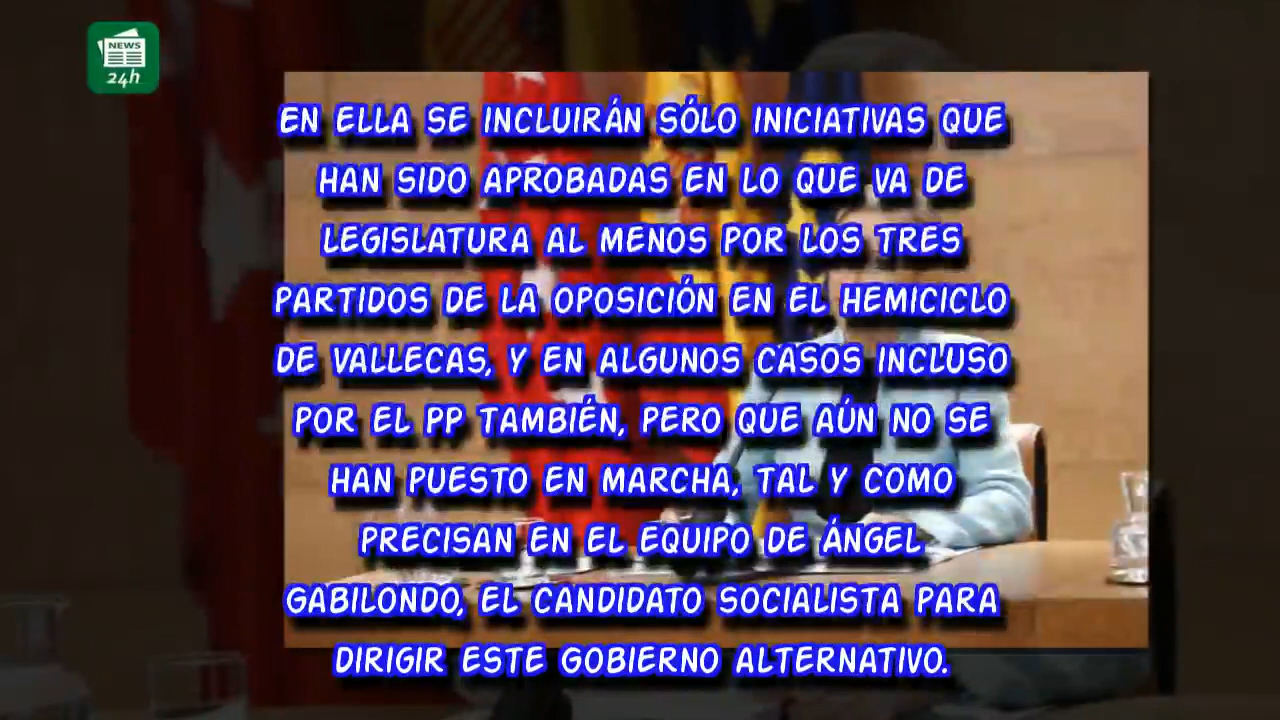 NEWS
24h
EN ELLA SE INCLUIRÁN SÓLO INICIATIVAS QUE
HAN SIDO APROBADAS EN LO QUE VA DE
LEGISLATURA AL MENOS POR LOS TRES
PARTIDOS DE LA OPOSICIÓN EN EL HEMICICLO
DE VALLECAS, Y EN ALGUNOS CASOS INCLUSO
POR EL PP TAMBIÉN, PERO QUE AÚN NO SE
HAN PUESTO EN MARCHA, TAL Y COMO
PRECISAN EN EL EQUIPO DE ÁNGEL
GABILONDO, EL CANDIDATO SOCIALISTA PARA
DIRIGIR ESTE GOBIERNO ALTERNATIVO.